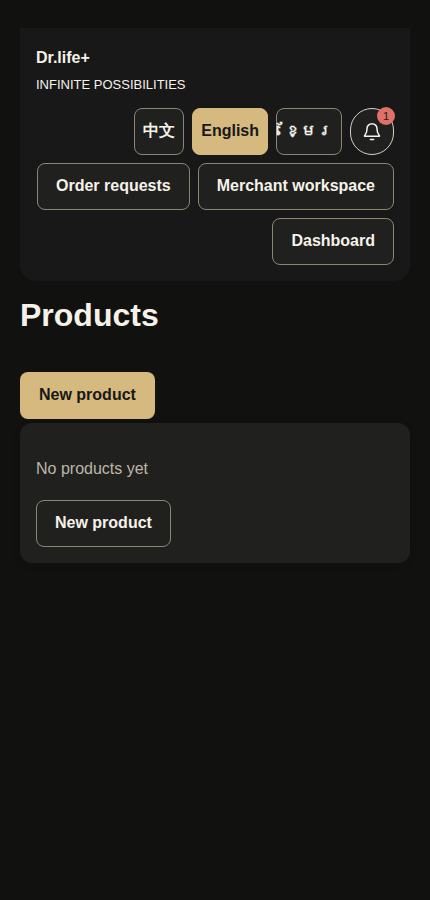 Dr.life+
INFINITE POSSIBILITIES
中文 English ខ្មែរ 1
Order requests Merchant workspace
Dashboard
Products
New product
No products yet
New product